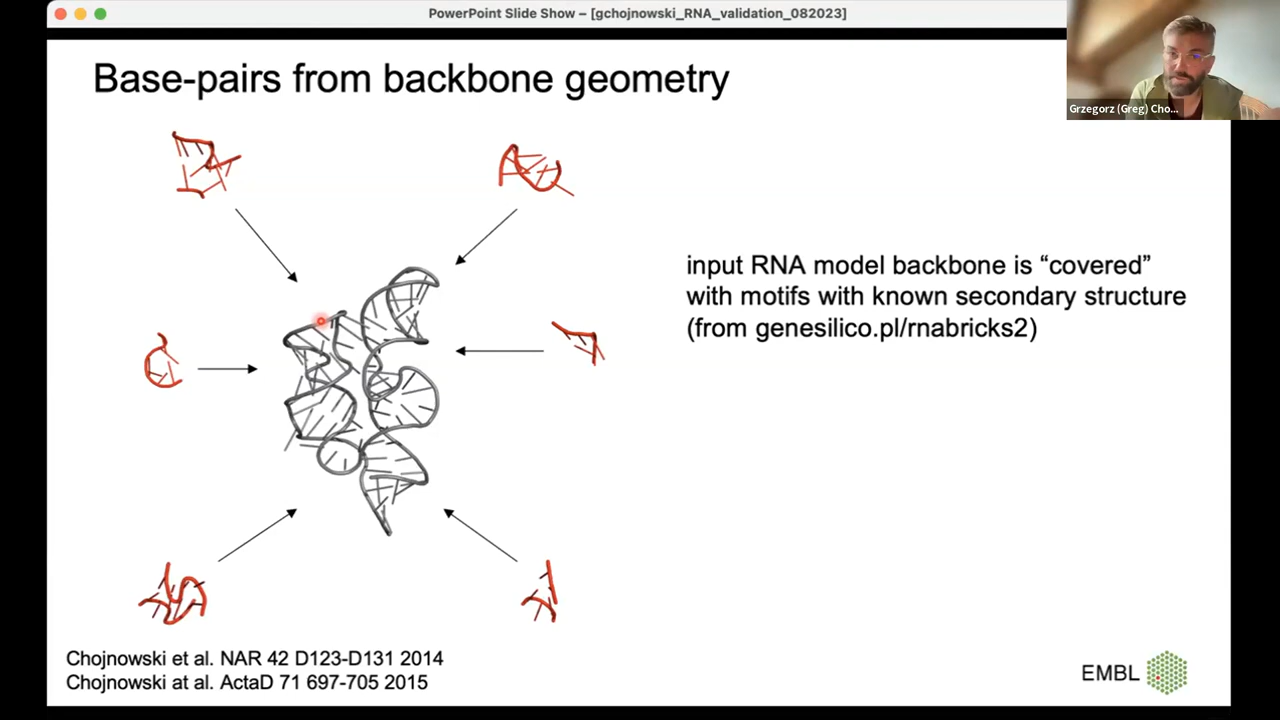 PowerPoint Slide Show – [gchojnowski_RNA_validation_082023]
Grzegorz (Greg) Cho...
Base-pairs from backbone geometry
input RNA model backbone is “covered”
with motifs with known secondary structure
(from genesilico.pl/rnabricks2)
Chojnowski et al. NAR 42 D123-D131 2014
Chojnowski at al. ActaD 71 697-705 2015
EMBL